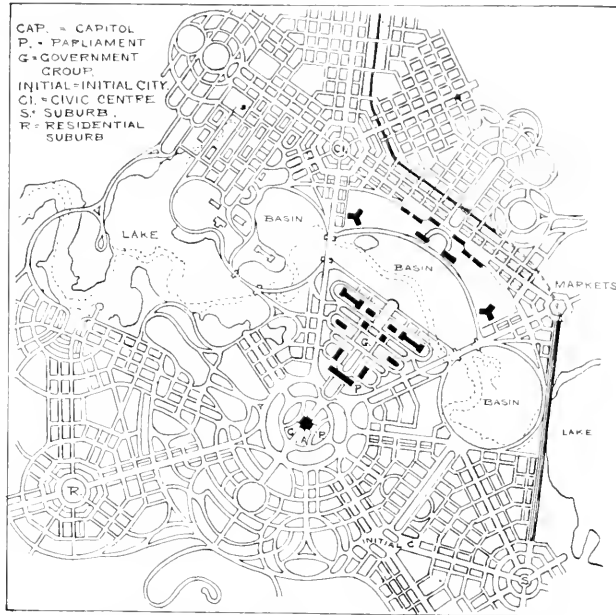 CAP. = CAPITOL
P. = PARLIAMENT
G = GOVERNMENT
GROUP.
INITIAL = INITIAL CITY
CI. = CIVIC CENTRE
S = SUBURB.
R = RESIDENTIAL
SUBURB
CI.
LAKE
BASIN
BASIN
MARKETS
G
P
BASIN
CAP
LAKE
R.
INITIAL C
S